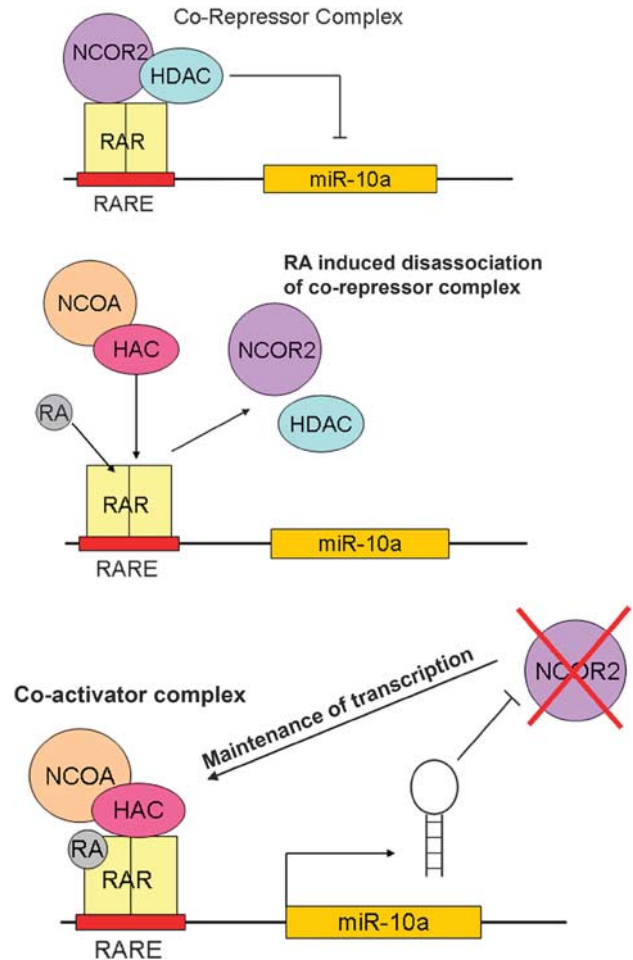 Co-Repressor Complex
NCOR2
HDAC
RAR
miR-10a
RARE
RA induced disassociation
of co-repressor complex
NCOA
HAC
NCOR2
RA
HDAC
RAR
miR-10a
RARE
NCOR2
Maintenance of transcription
Co-activator complex
NCOA
HAC
RA
RAR
miR-10a
RARE